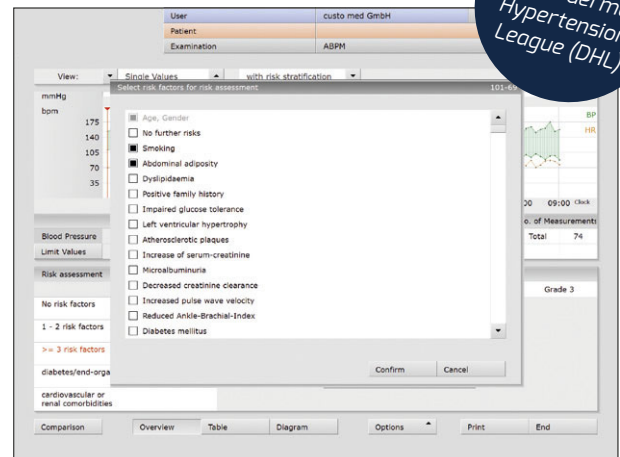 User custo med GmbH
Patient
Examination ABPM
Hypertension
League (DHL)
View: Single Values with risk stratification
Select risk factors for risk assessment 101-69
mmHg
bpm
175
140
105
70
35
BP
HR
09:00 Clock
Age, Gender
No further risks
Smoking
Abdominal adiposity
Dyslipidaemia
Positive family history
Impaired glucose tolerance
Left ventricular hypertrophy
Atherosclerotic plaques
Increase of serum-creatinine
Microalbuminuria
Decreased creatinine clearance
Increased pulse wave velocity
Reduced Ankle-Brachial-Index
Diabetes mellitus
Confirm Cancel
o. of Measurements
Blood Pressure Total 74
Limit Values
Risk assessment
Grade 3
No risk factors
1 - 2 risk factors
>= 3 risk factors
diabetes/end-orga
cardiovascular or
renal comorbidities
Comparison Overview Table Diagram Options Print End